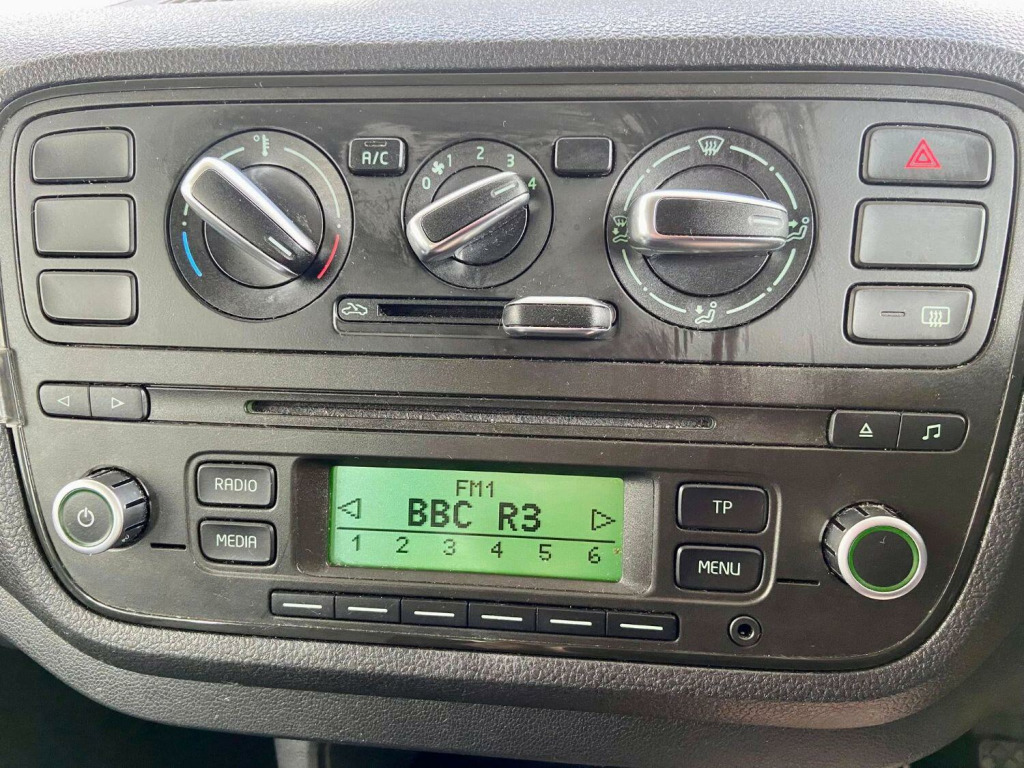 °C
A/C
0 1 2 3 4
RADIO
MEDIA
FM1
BBC R3
1 2 3 4 5 6
TP
MENU